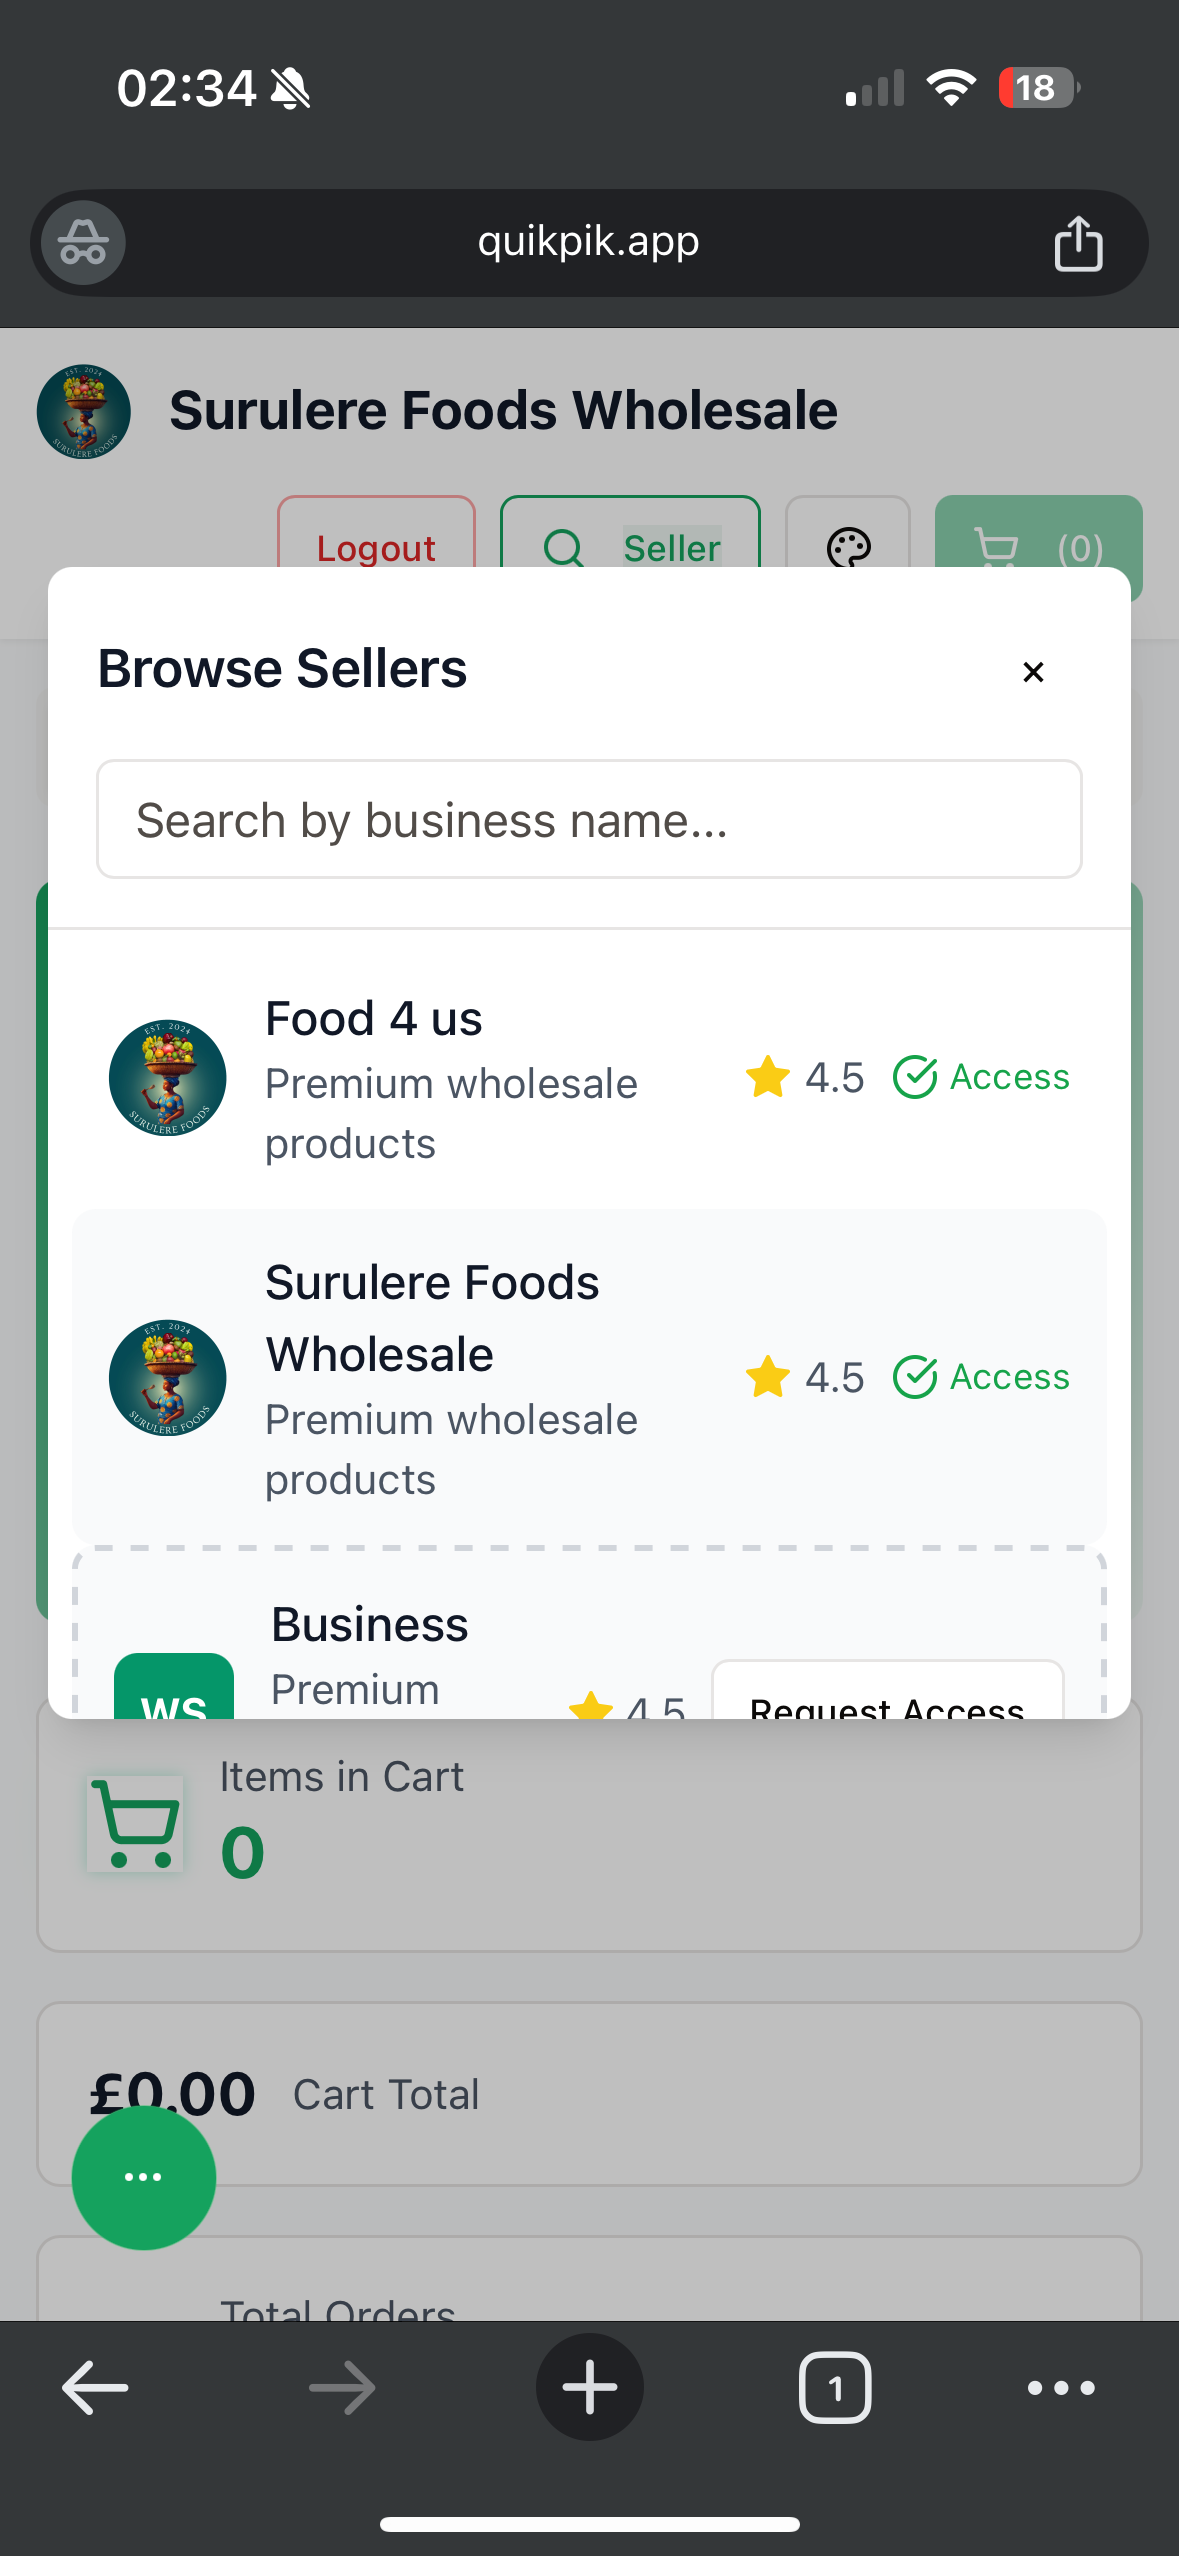 02:34
18
quikpik.app
EST. 2024
SURULERE FOODS
Surulere Foods Wholesale
Logout
Seller
(0)
Browse Sellers
×
Search by business name...
EST. 2024
SURULERE FOODS
Food 4 us
Premium wholesale
products
4.5
Access
EST. 2024
SURULERE FOODS
Surulere Foods
Wholesale
Premium wholesale
products
4.5
Access
WS
Business
Premium
4.5
Request Access
Items in Cart
0
£0.00 Cart Total
Total Orders
1